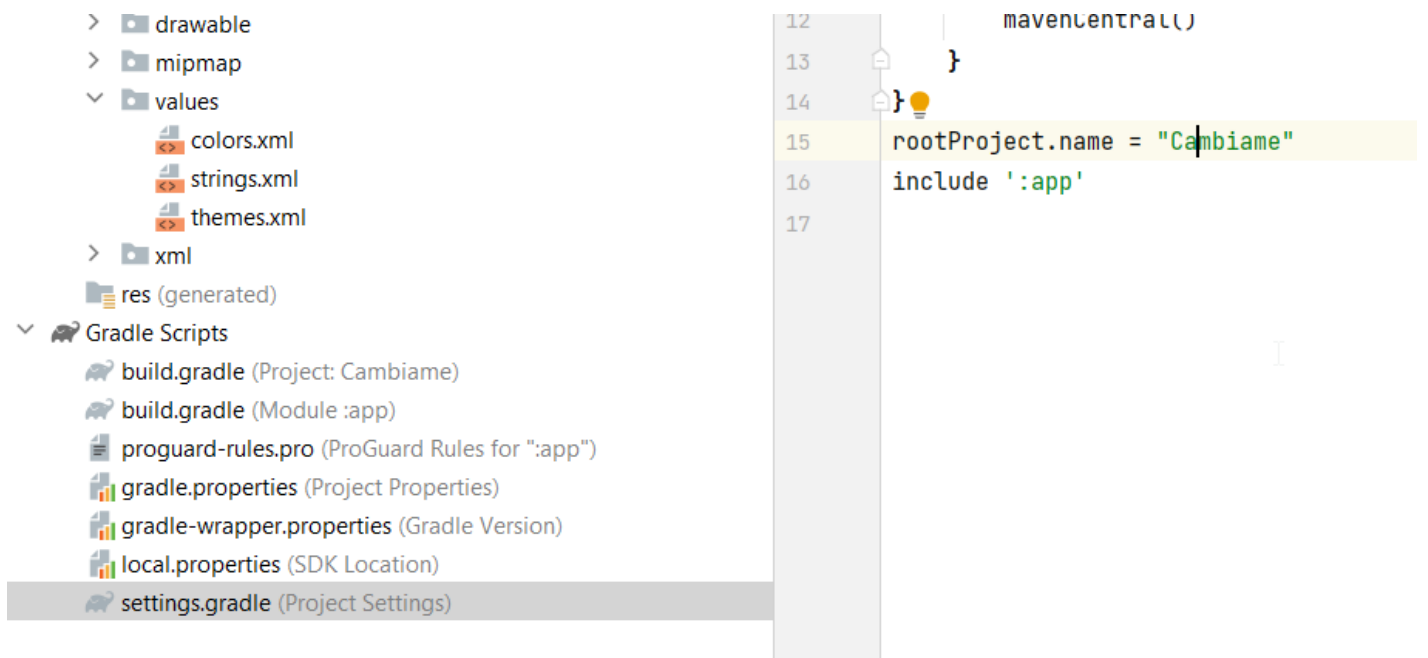 drawable
mipmap
values
colors.xml
strings.xml
themes.xml
xml
res (generated)
Gradle Scripts
build.gradle (Project: Cambiame)
build.gradle (Module :app)
proguard-rules.pro (ProGuard Rules for ":app")
gradle.properties (Project Properties)
gradle-wrapper.properties (Gradle Version)
local.properties (SDK Location)
settings.gradle (Project Settings)
12 mavenCentral()
13 }
14 }
15 rootProject.name = "Cambiame"
16 include ':app'
17